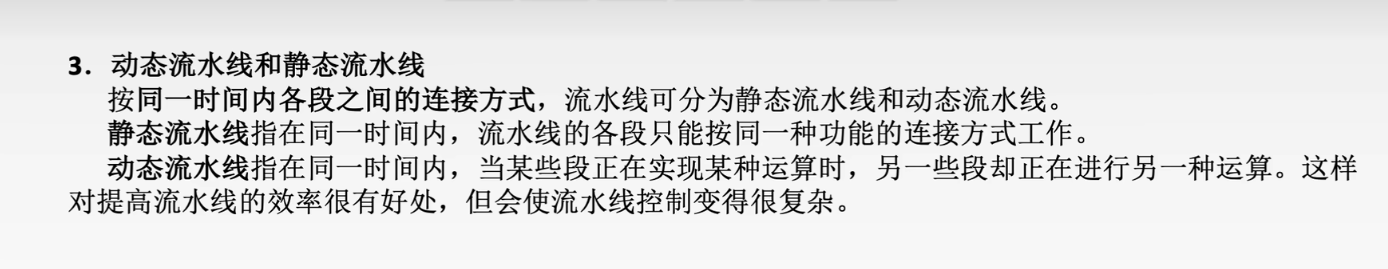 3. 动态流水线和静态流水线
按同一时间内各段之间的连接方式，流水线可分为静态流水线和动态流水线。
静态流水线指在同一时间内，流水线的各段只能按同一种功能的连接方式工作。
动态流水线指在同一时间内，当某些段正在实现某种运算时，另一些段却正在进行另一种运算。这样
对提高流水线的效率很有好处，但会使流水线控制变得很复杂。